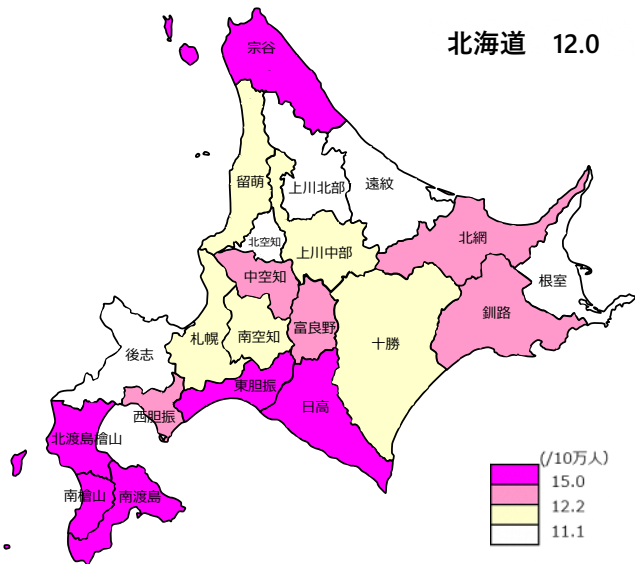 北海道 12.0
宗谷
留萌
上川北部
遠紋
北網
北空知
上川中部
根室
中空知
釧路
富良野
札幌
南空知
十勝
後志
東胆振
日高
西胆振
北渡島檜山
南檜山
南渡島
(/10万人)
15.0
12.2
11.1